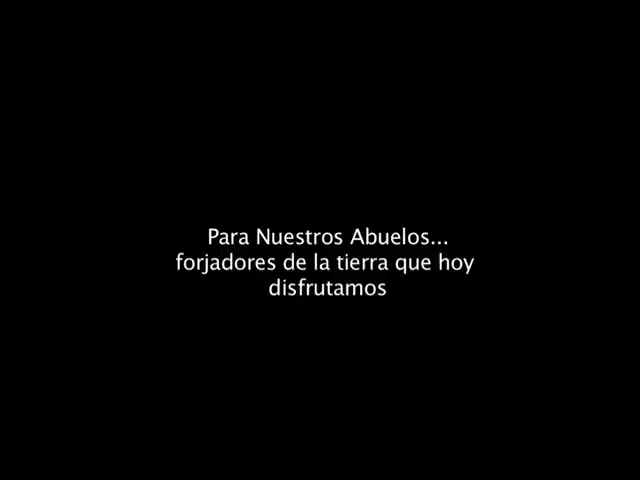 Para Nuestros Abuelos...
forjadores de la tierra que hoy
disfrutamos